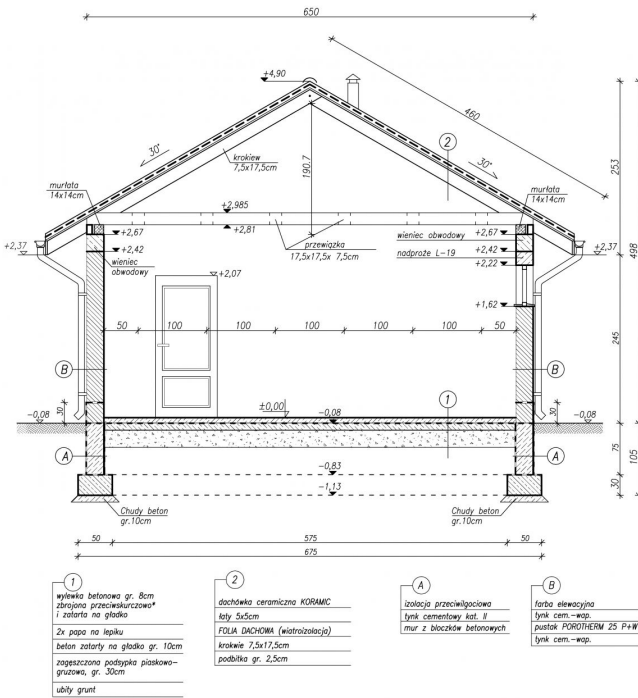 650
+4,90
460
30°
krokiew
7,5x17,5cm
190.7
2
30°
253
murłata
14x14cm
murłata
14x14cm
+2,985
+2,81
+2,67
wieniec obwodowy
+2,67
+2,37
+2,42
nadproże L-19
+2,42
+2,37
+2,22
wieniec
obwodowy
przewiązka
17,5x17,5x 7,5cm
498
+2,07
+1,62
50
100
100
100
100
100
50
245
B
B
1
30
±0,00
30
-0,08
-0,08
-0,08
A
A
75
105
-0,83
30
-1,13
Chudy beton
gr.10cm
Chudy beton
gr.10cm
50
575
50
675
1
wylewka betonowa gr. 8cm
zbrojona przeciwskurczowo*
i zatarta na gładko
2x papa na lepiku
beton zatarty na gładko gr. 10cm
zagęszczona podsypka piaskowo-
gruzowa, gr. 30cm
ubity grunt
2
dachówka ceramiczna KORAMIC
łaty 5x5cm
FOLIA DACHOWA (wiatroizolacja)
krokwie 7,5x17,5cm
podbitka gr. 2,5cm
A
izolacja przeciwilgociowa
tynk cementowy kat. II
mur z bloczków betonowych
B
farba elewacyjna
tynk cem.-wap.
pustak POROTHERM 25 P+W
tynk cem.-wap.